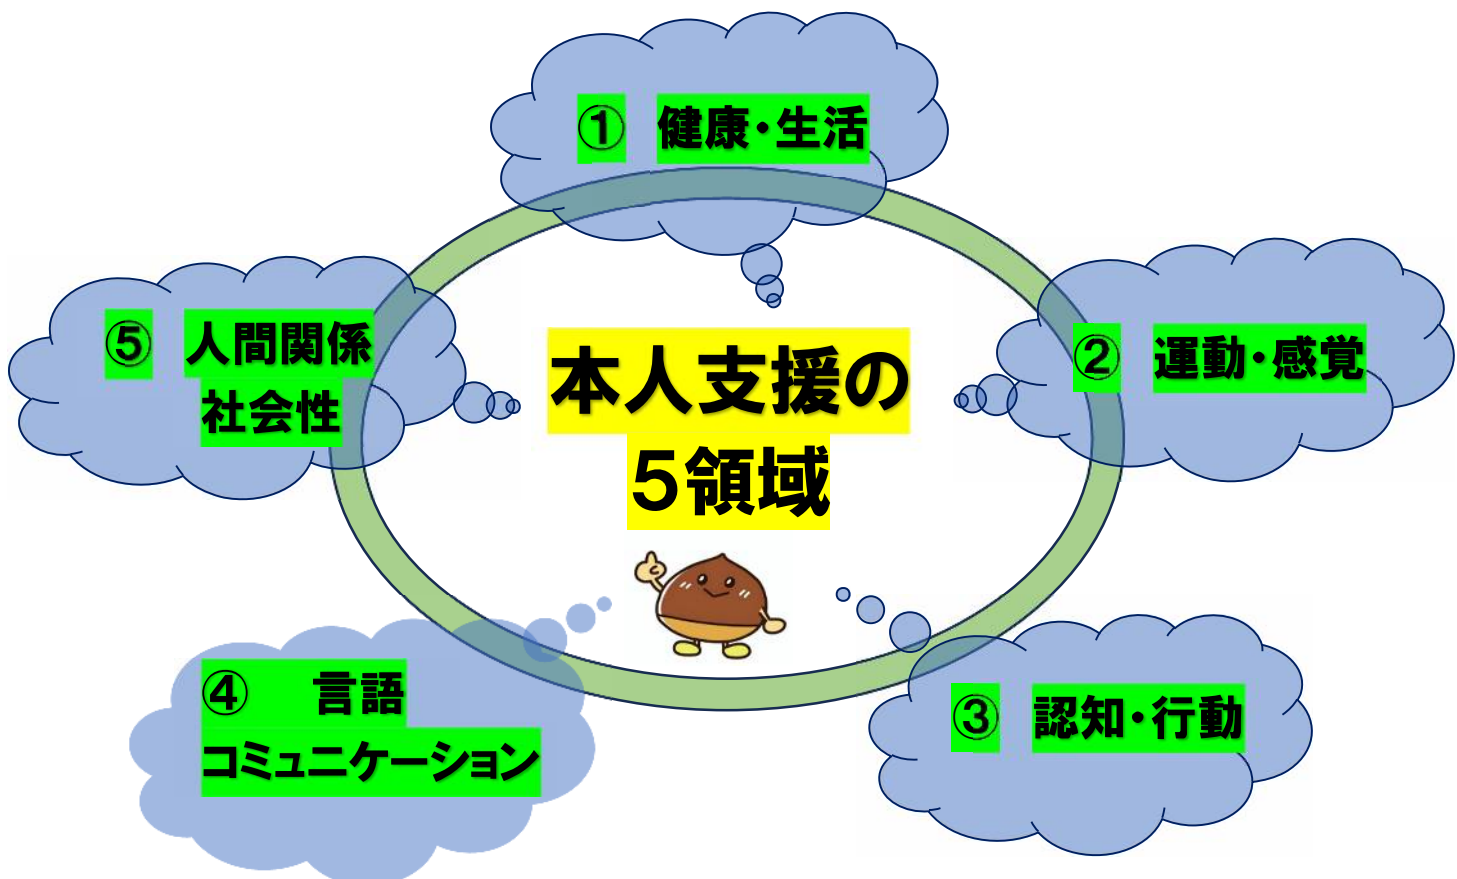 本人支援の
5領域
① 健康・生活
② 運動・感覚
③ 認知・行動
④ 言語
コミュニケーション
⑤ 人間関係
社会性